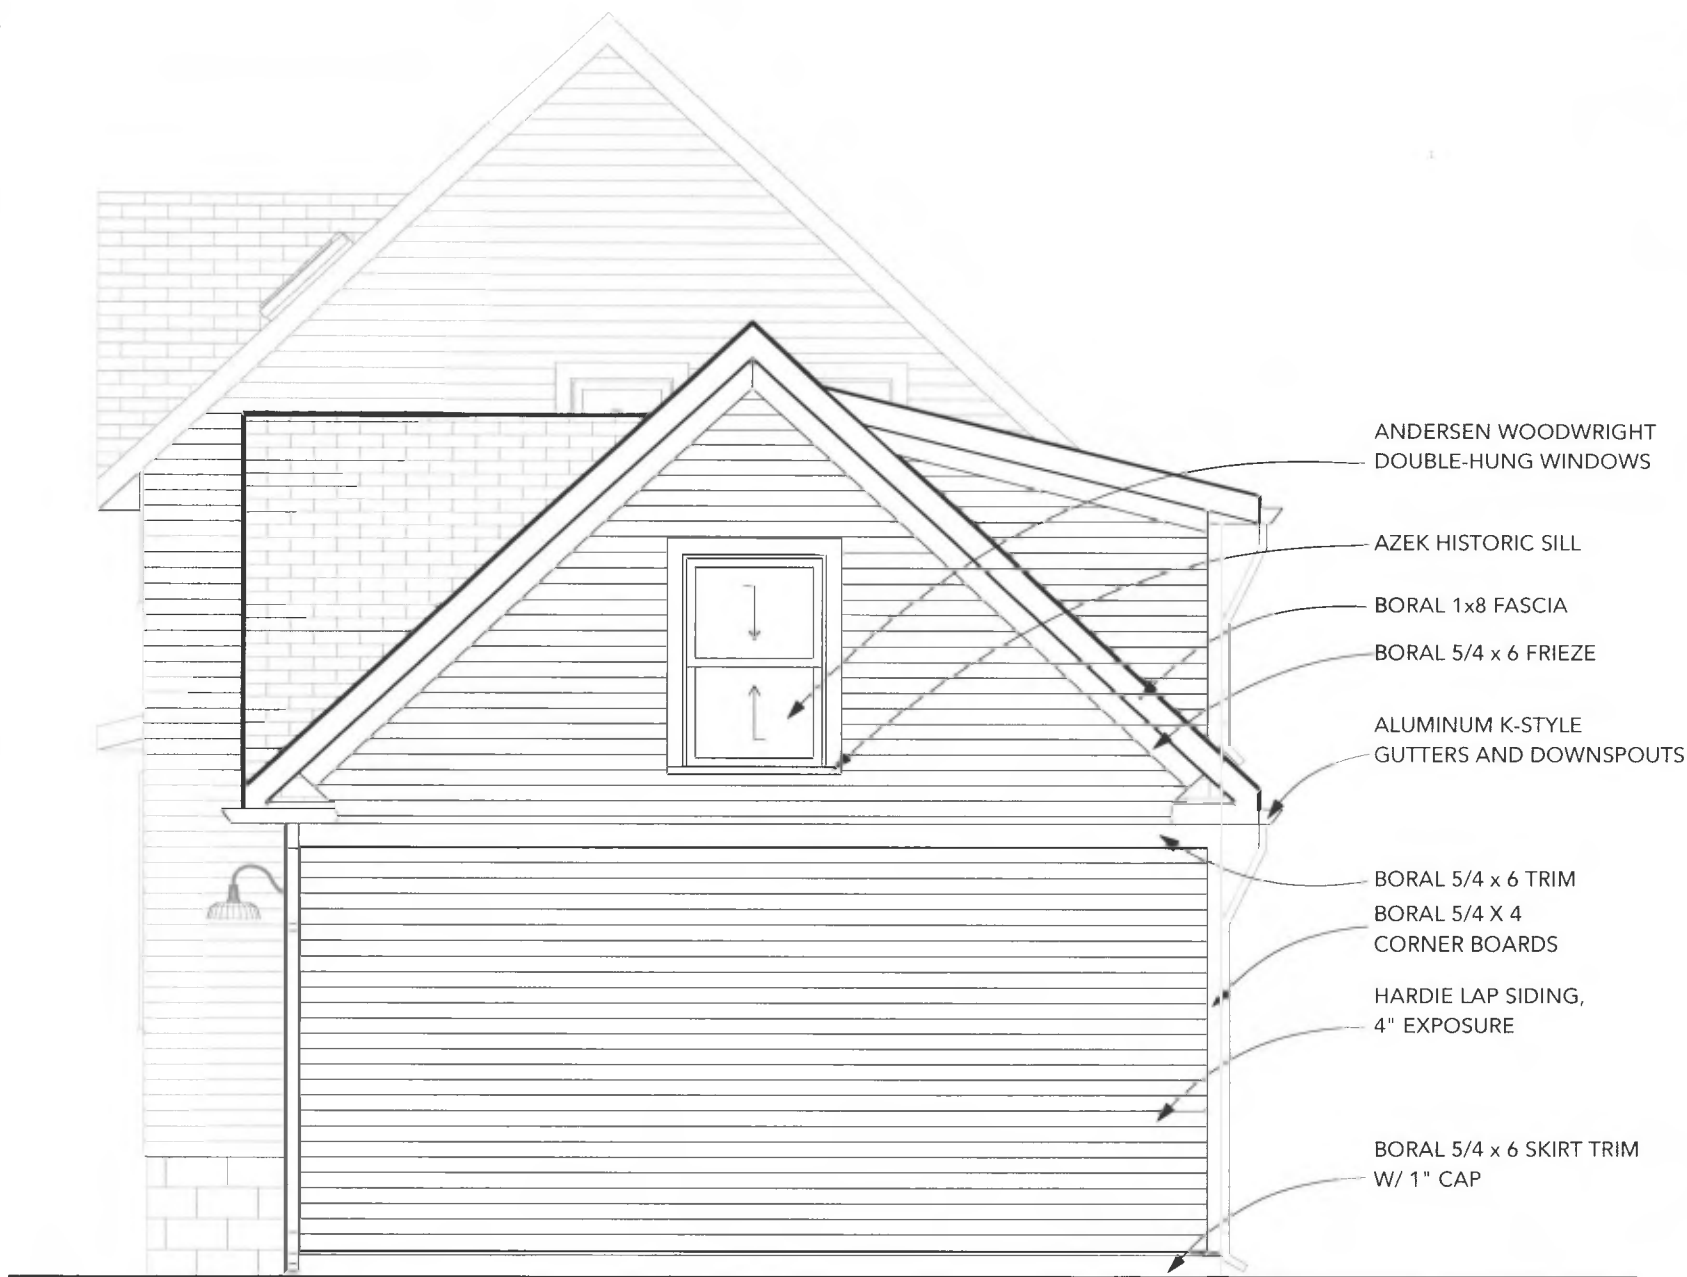 ANDERSEN WOODWRIGHT
DOUBLE-HUNG WINDOWS
AZEK HISTORIC SILL
BORAL 1x8 FASCIA
BORAL 5/4 x 6 FRIEZE
ALUMINUM K-STYLE
GUTTERS AND DOWNSPOUTS
BORAL 5/4 x 6 TRIM
BORAL 5/4 X 4
CORNER BOARDS
HARDIE LAP SIDING,
4" EXPOSURE
BORAL 5/4 x 6 SKIRT TRIM
W/ 1" CAP